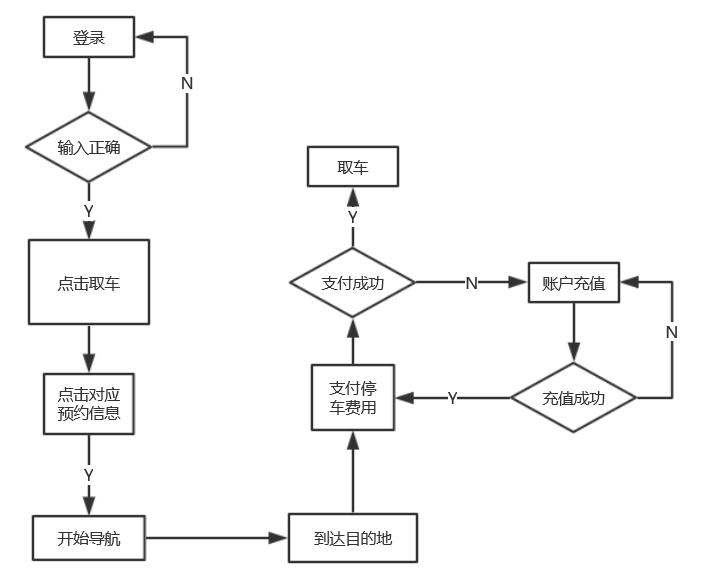 登录
N
输入正确
Y
点击取车
点击对应
预约信息
Y
开始导航
到达目的地
支付停
车费用
支付成功
Y
取车
N
账户充值
充值成功
N
Y